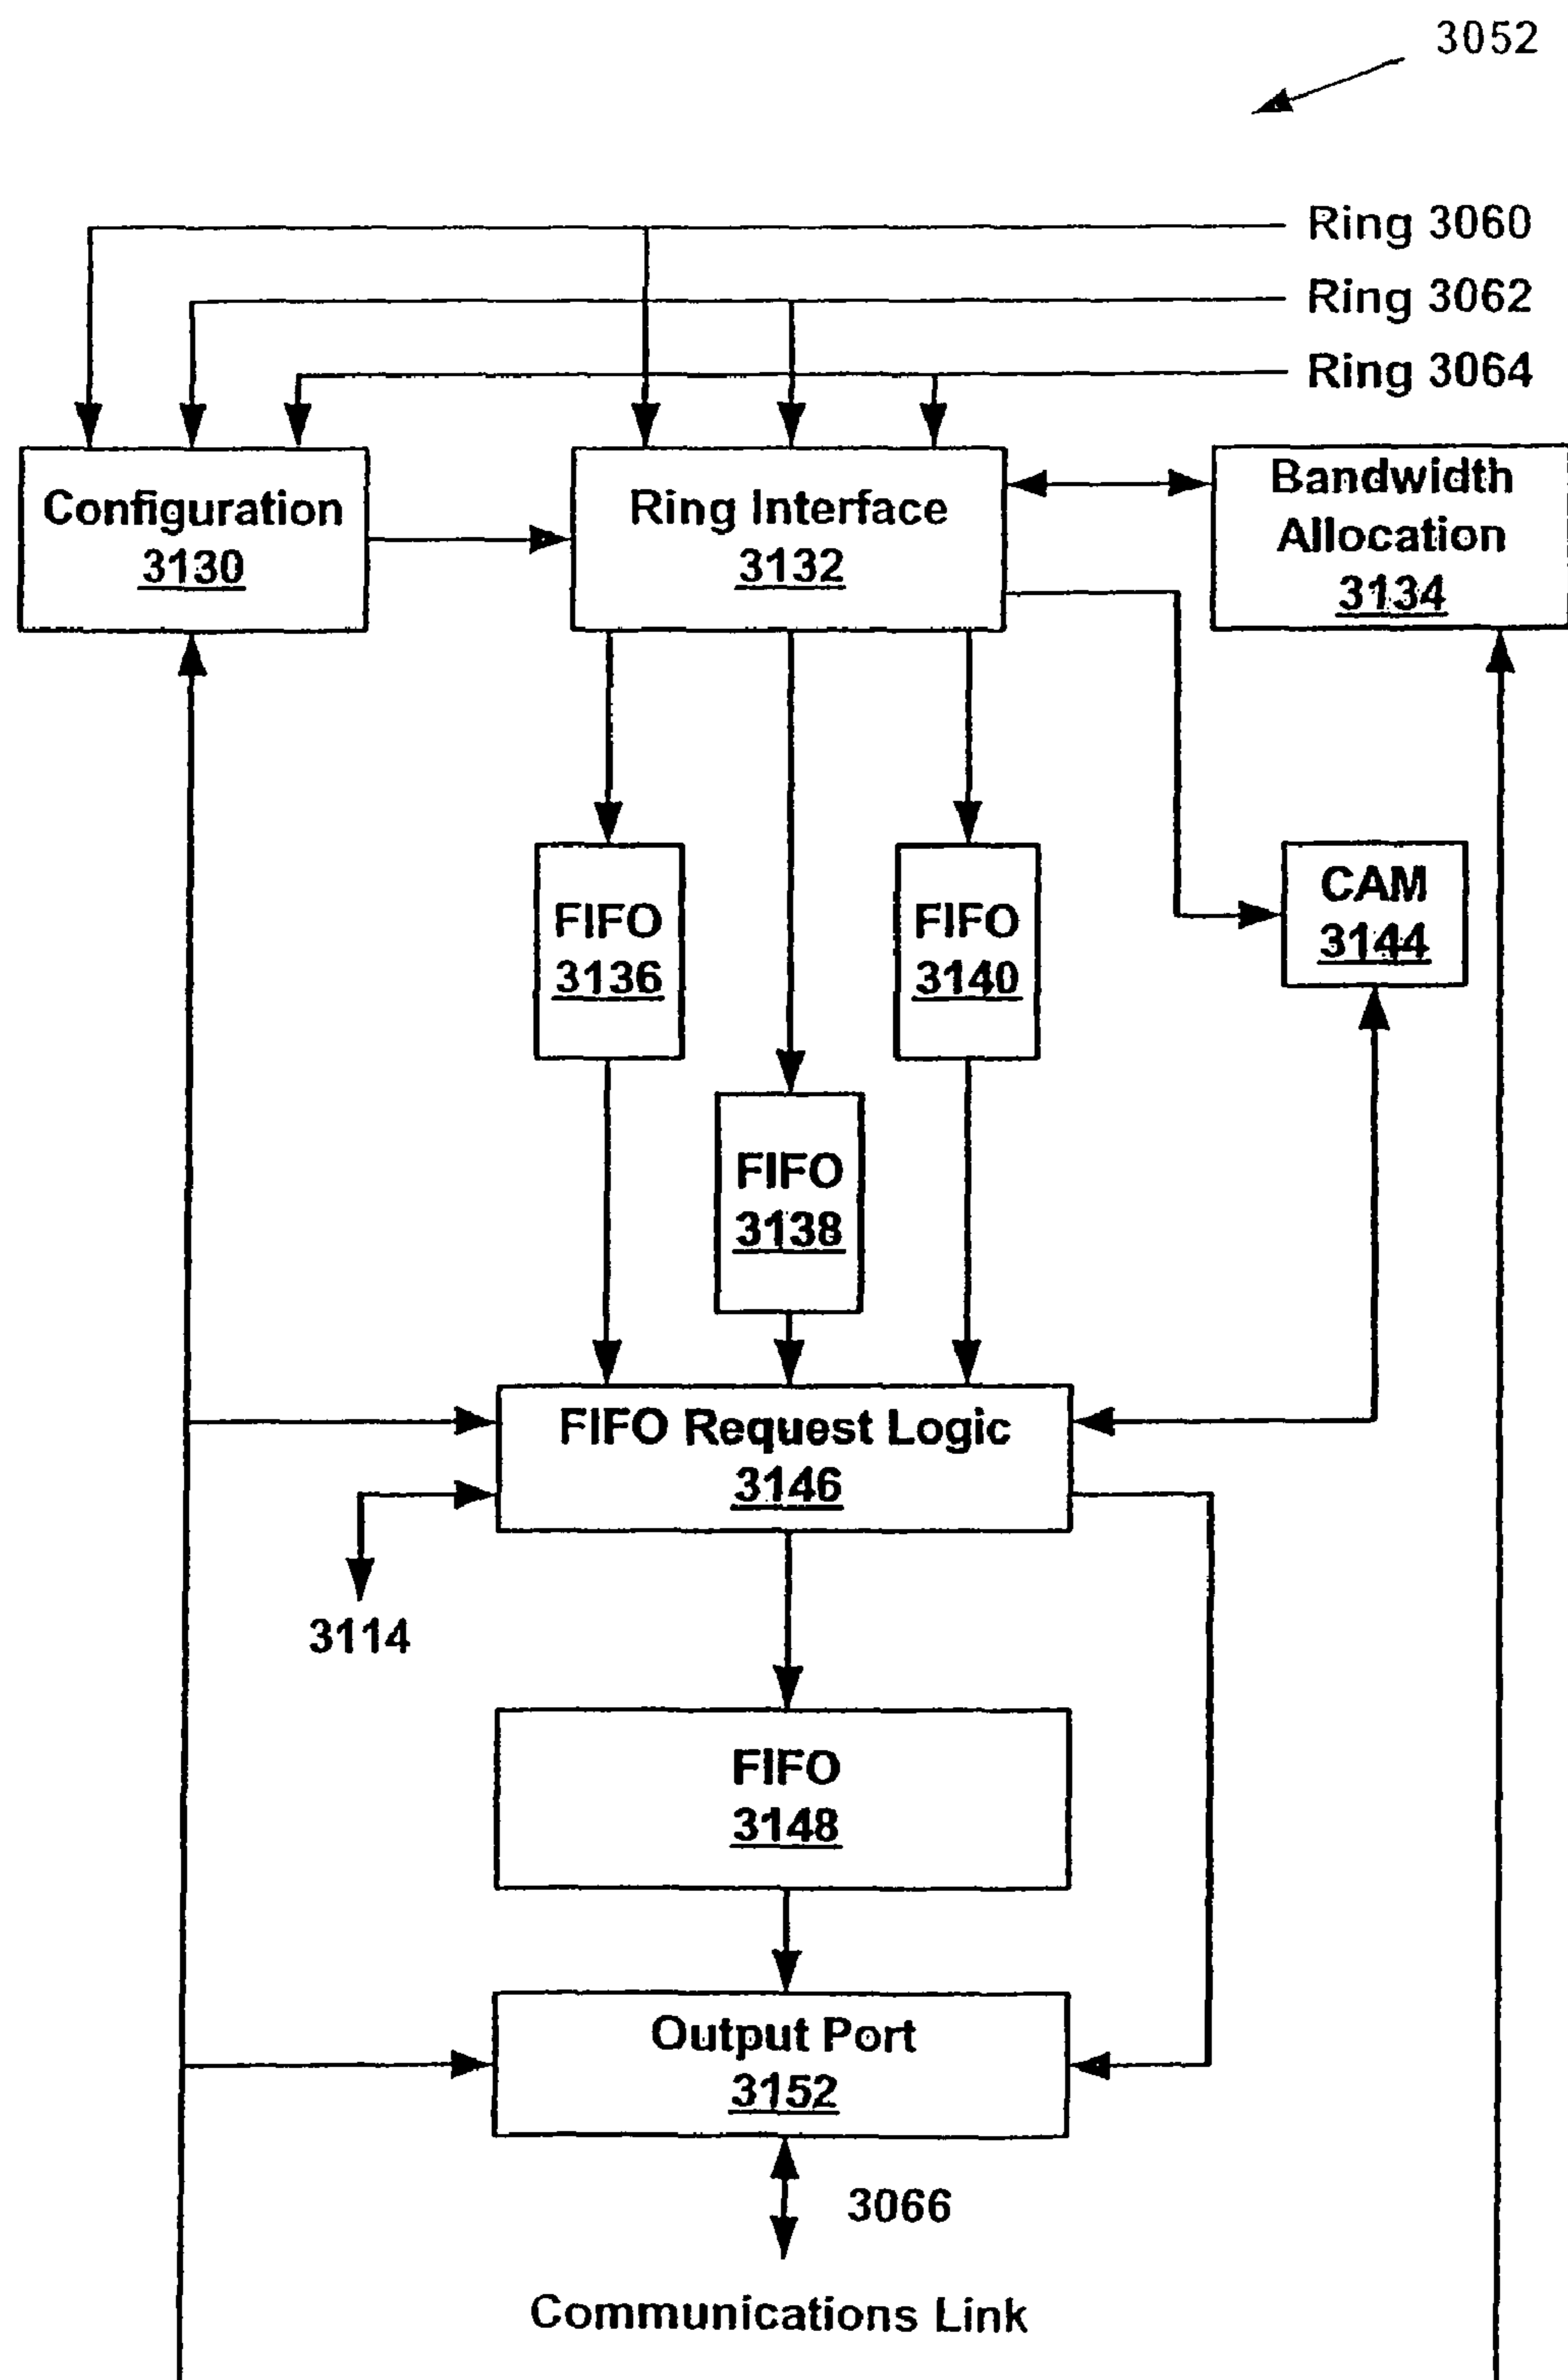 3052
Ring 3060
Ring 3062
Ring 3064
Configuration
3130
Ring Interface
3132
Bandwidth
Allocation
3134
FIFO
3136
FIFO
3140
CAM
3144
FIFO
3138
FIFO Request Logic
3146
3114
FIFO
3148
Output Port
3152
3066
Communications Link